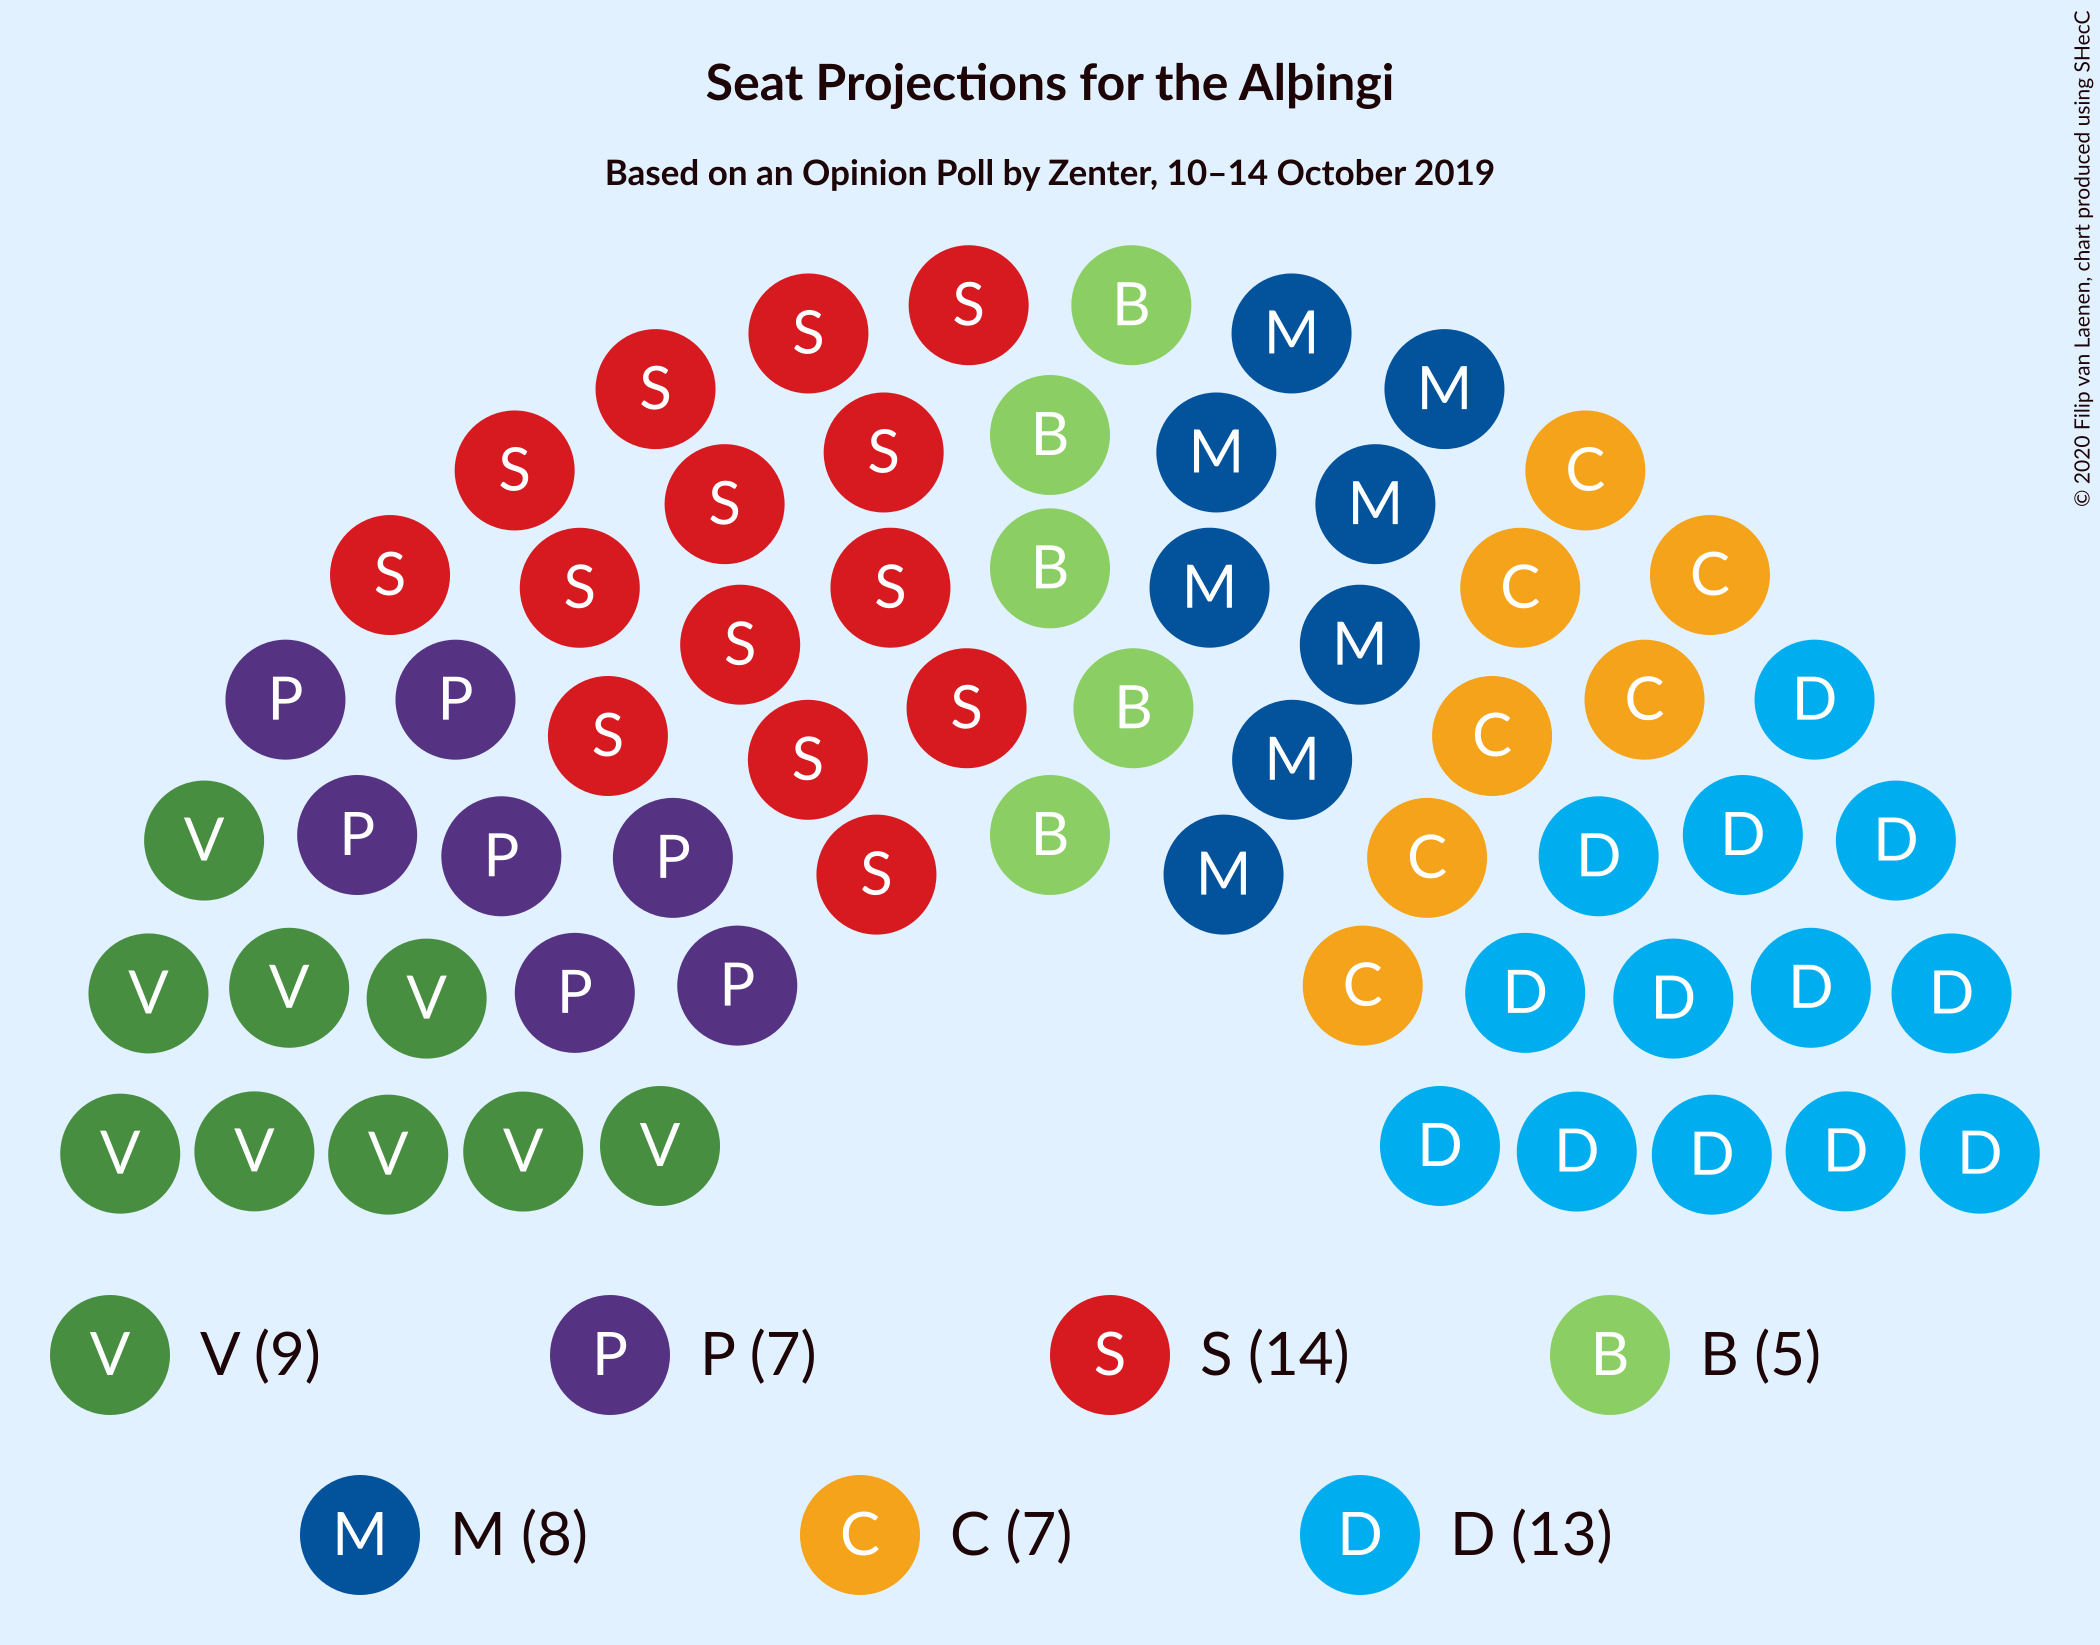 Seat Projections for the Alþingi
Based on an Opinion Poll by Zenter, 10–14 October 2019
© 2020 Filip van Laenen, chart produced using SHecC
S B
S M
S M
B
S M
S C
S M
B
S C
S S M C
S M
P P C D
S B
S C
S M
P D
V D
P D
P C
S B M
P P C D
V V D D
V D
V V D D
V V D D
V D
V V (9) P P (7) S S (14) B B (5)
M M (8) C C (7) D D (13)